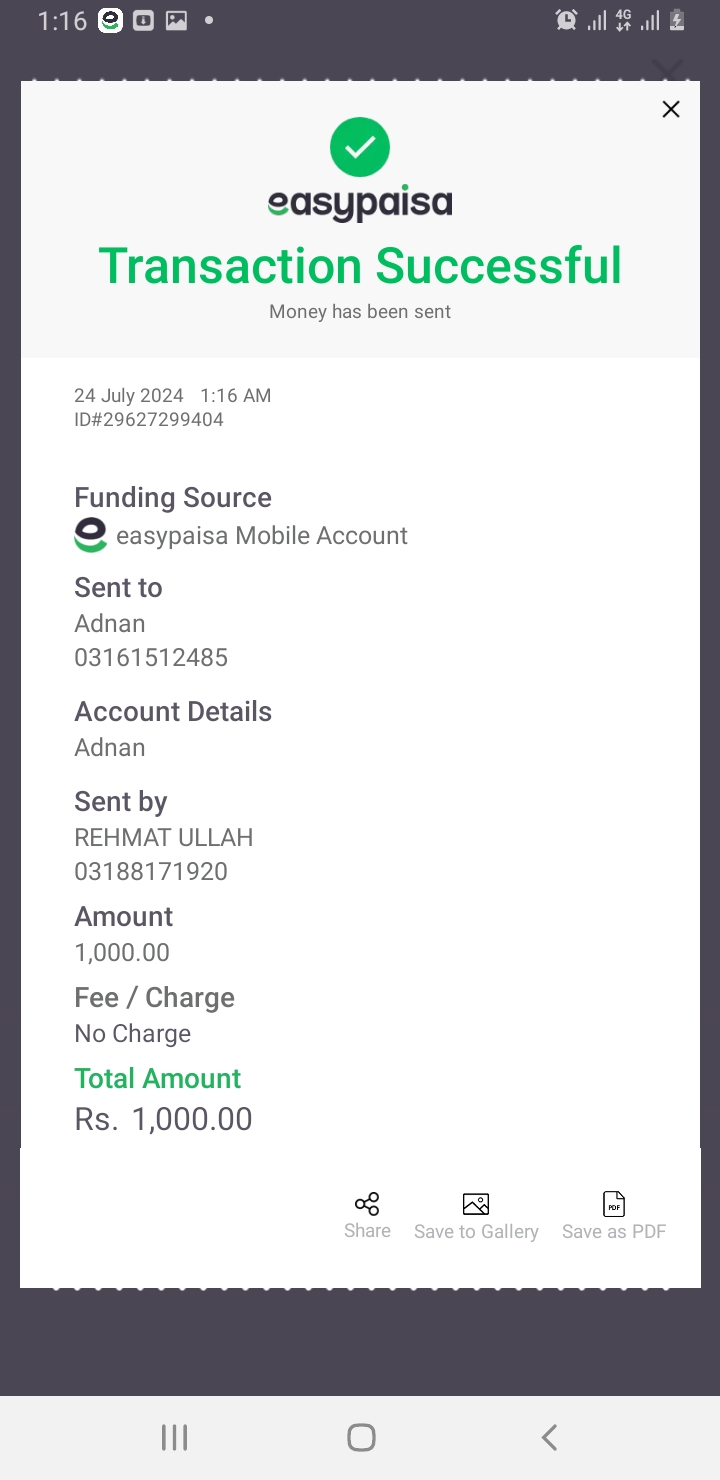 1:16
4G
easypaisa
Transaction Successful
Money has been sent
24 July 2024 1:16 AM
ID#29627299404
Funding Source
easypaisa Mobile Account
Sent to
Adnan
03161512485
Account Details
Adnan
Sent by
REHMAT ULLAH
03188171920
Amount
1,000.00
Fee / Charge
No Charge
Total Amount
Rs. 1,000.00
PDF
Share Save to Gallery Save as PDF